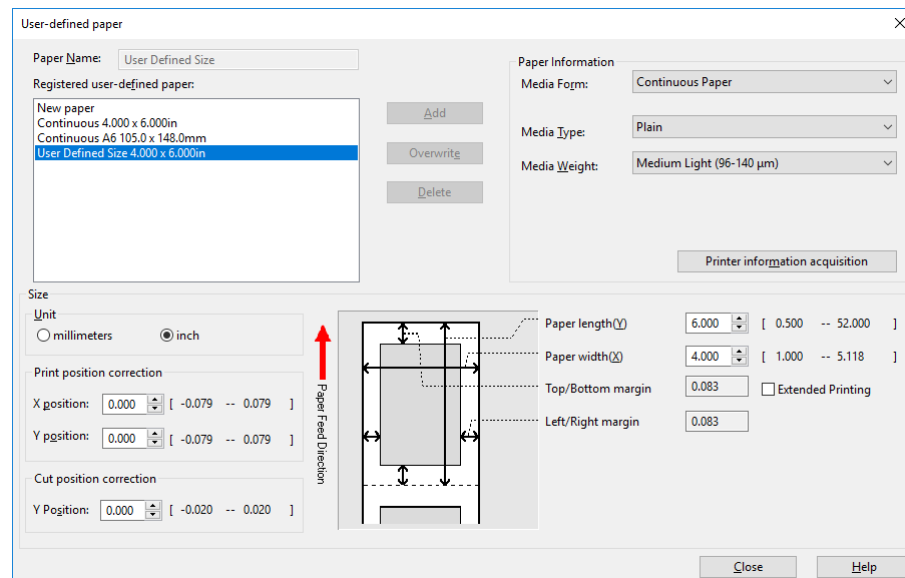 User-defined paper
Paper Name: User Defined Size
Registered user-defined paper:
New paper
Continuous 4.000 x 6.000in
Continuous A6 105.0 x 148.0mm
User Defined Size 4.000 x 6.000in
Add
Overwrite
Delete
Paper Information
Media Form: Continuous Paper
Media Type: Plain
Media Weight: Medium Light (96-140 μm)
Printer information acquisition
Size
Unit
millimeters inch
Print position correction
X position: 0.000 [ -0.079 -- 0.079 ]
Y position: 0.000 [ -0.079 -- 0.079 ]
Cut position correction
Y Position: 0.000 [ -0.020 -- 0.020 ]
Paper Feed Direction
Paper length(Y) 6.000 [ 0.500 -- 52.000 ]
Paper width(X) 4.000 [ 1.000 -- 5.118 ]
Top/Bottom margin 0.083 Extended Printing
Left/Right margin 0.083
Close Help